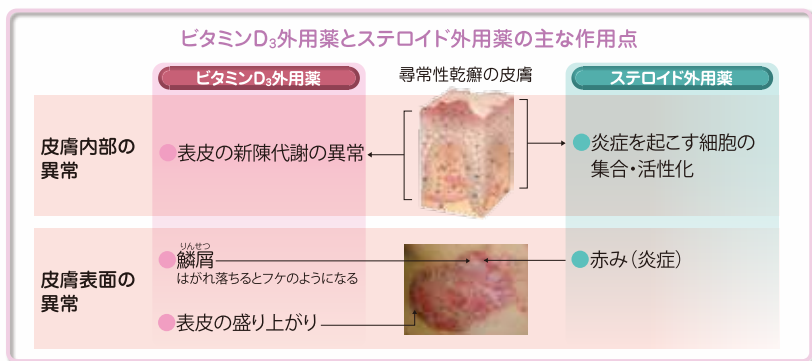 ビタミンD₃外用薬とステロイド外用薬の主な作用点
ビタミンD₃外用薬
尋常性乾癬の皮膚
ステロイド外用薬
皮膚内部の
異常
●表皮の新陳代謝の異常
●炎症を起こす細胞の
集合・活性化
皮膚表面の
異常
りんせつ
●鱗屑
はがれ落ちるとフケのようになる
●表皮の盛り上がり
●赤み（炎症）